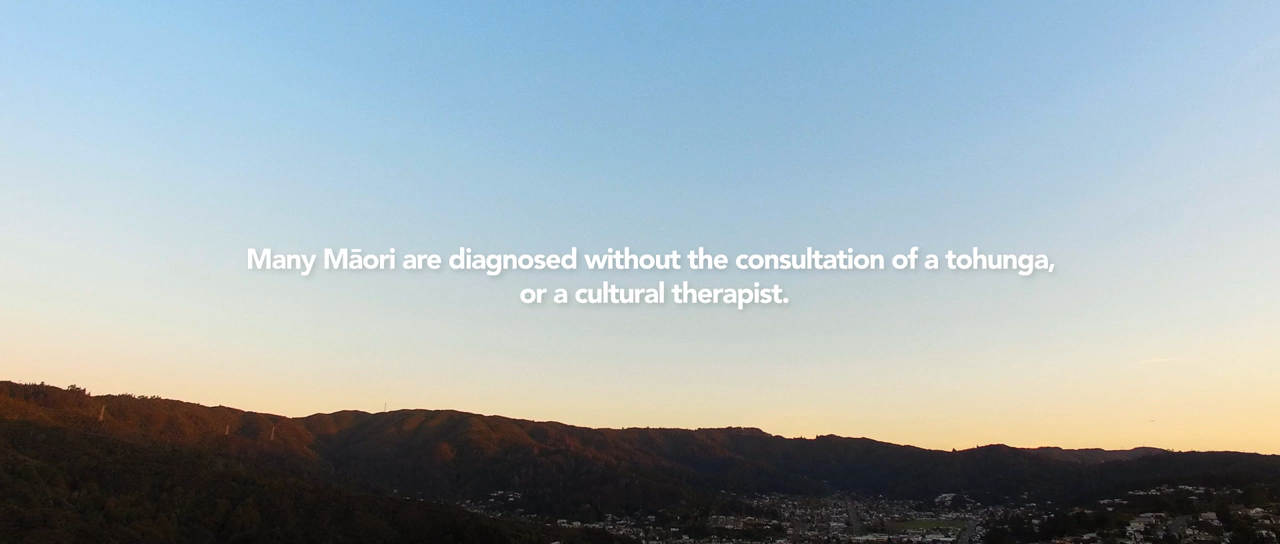 Many Māori are diagnosed without the consultation of a tohunga,
or a cultural therapist.